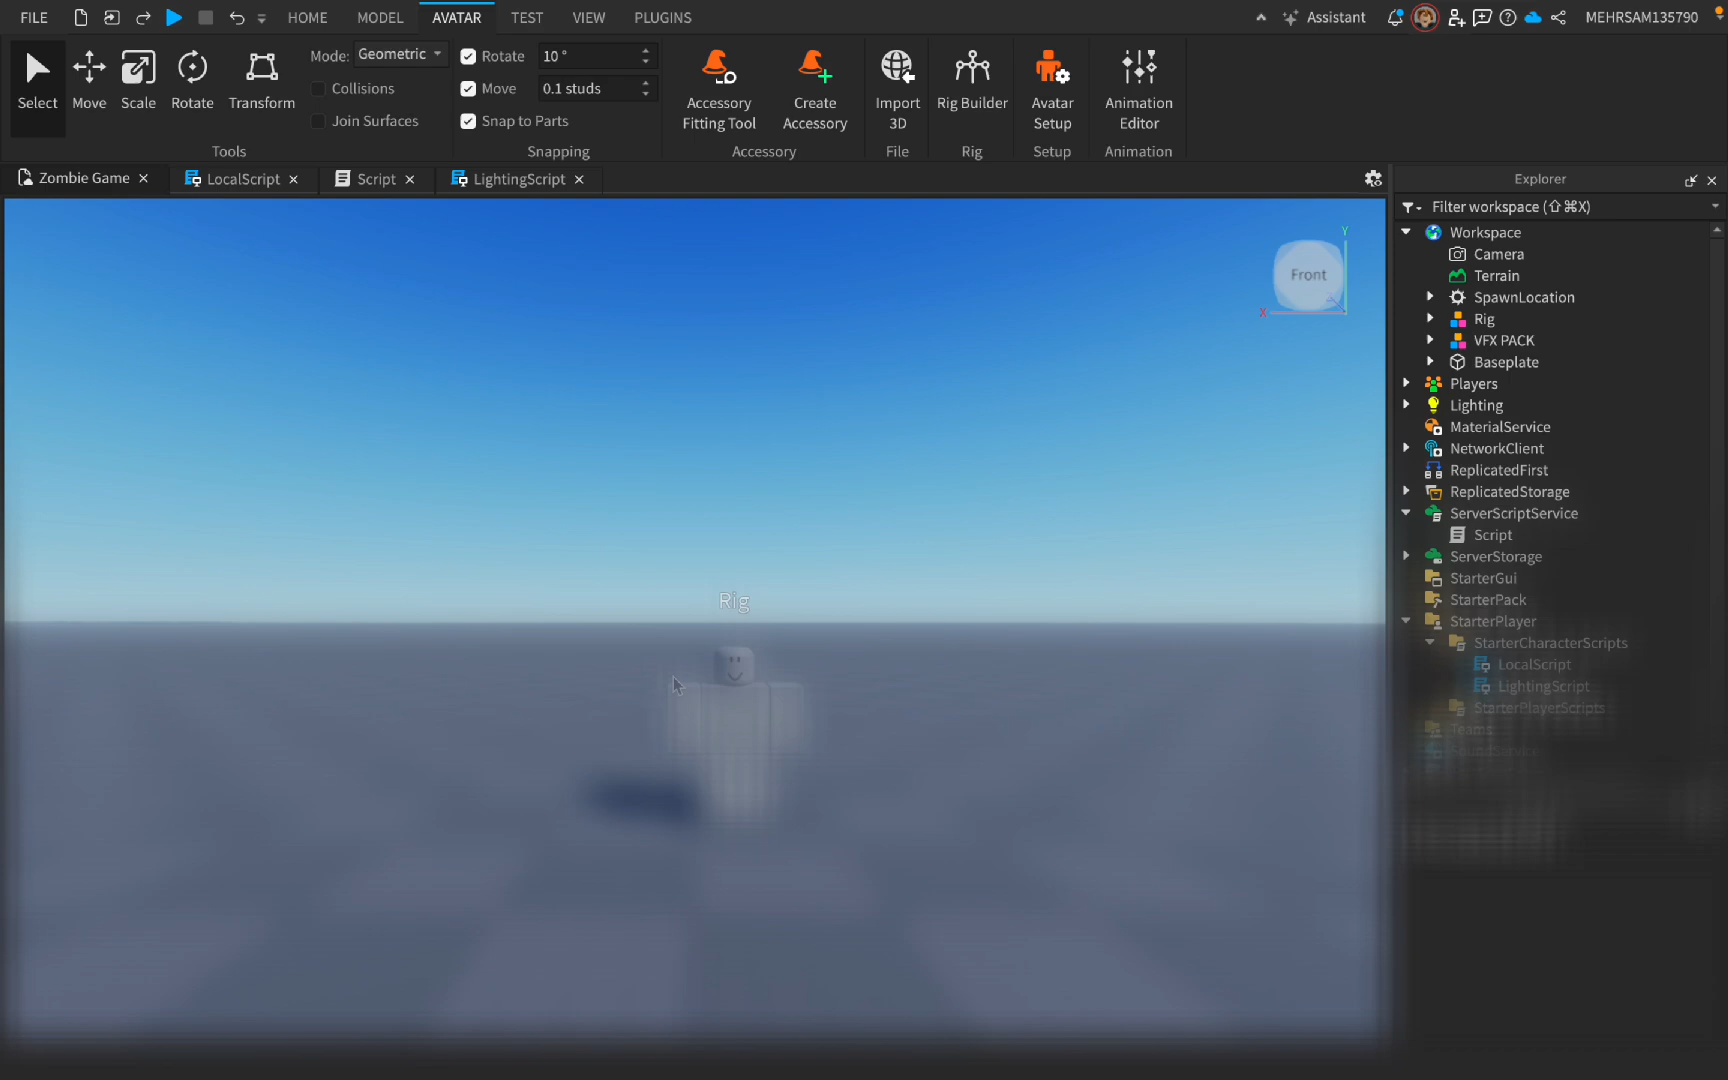 FILE HOME MODEL AVATAR TEST VIEW PLUGINS Assistant MEHRSAM135790
Select Move Scale Rotate Transform
Mode: Geometric
Collisions
Join Surfaces
Tools
Rotate 10 °
Move 0.1 studs
Snap to Parts
Snapping
Accessory
Fitting Tool
Create
Accessory
Accessory
Import
3D
File
Rig Builder
Rig
Avatar
Setup
Setup
Animation
Editor
Animation
Zombie Game LocalScript Script LightingScript
Front
Y
X
Rig
Explorer
Filter workspace (⇧⌘X)
Workspace
Camera
Terrain
SpawnLocation
Rig
VFX PACK
Baseplate
Players
Lighting
MaterialService
NetworkClient
ReplicatedFirst
ReplicatedStorage
ServerScriptService
Script
ServerStorage
StarterGui
StarterPack
StarterPlayer
StarterCharacterScripts
LocalScript
LightingScript
StarterPlayerScripts
Teams
SoundService